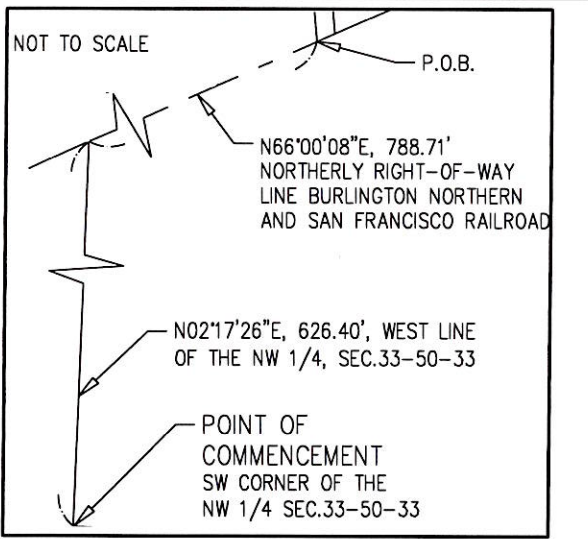 NOT TO SCALE
P.O.B.
N66°00'08"E, 788.71'
NORTHERLY RIGHT-OF-WAY
LINE BURLINGTON NORTHERN
AND SAN FRANCISCO RAILROAD
N02°17'26"E, 626.40', WEST LINE
OF THE NW 1/4, SEC.33-50-33
POINT OF
COMMENCEMENT
SW CORNER OF THE
NW 1/4 SEC.33-50-33